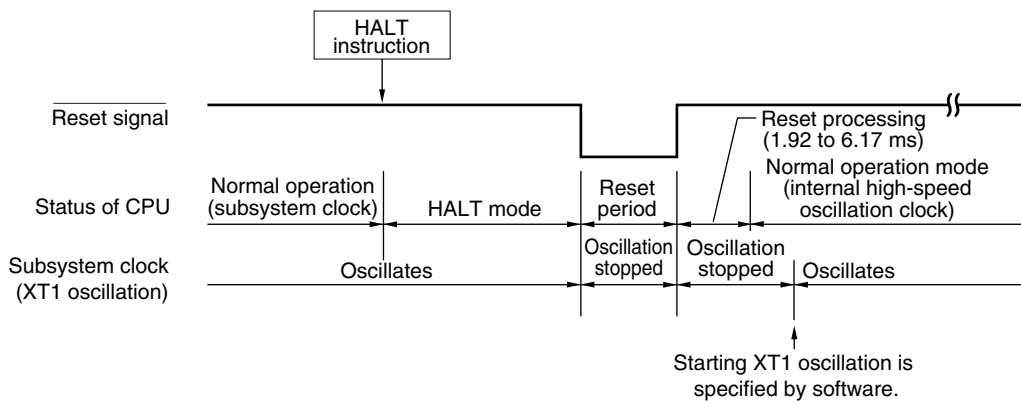 HALT
instruction
Reset signal
Reset processing
(1.92 to 6.17 ms)
Status of CPU
Normal operation
(subsystem clock)
HALT mode
Reset
period
Normal operation mode
(internal high-speed
oscillation clock)
Subsystem clock
(XT1 oscillation)
Oscillates
Oscillation
stopped
Oscillation
stopped
Oscillates
Starting XT1 oscillation is
specified by software.